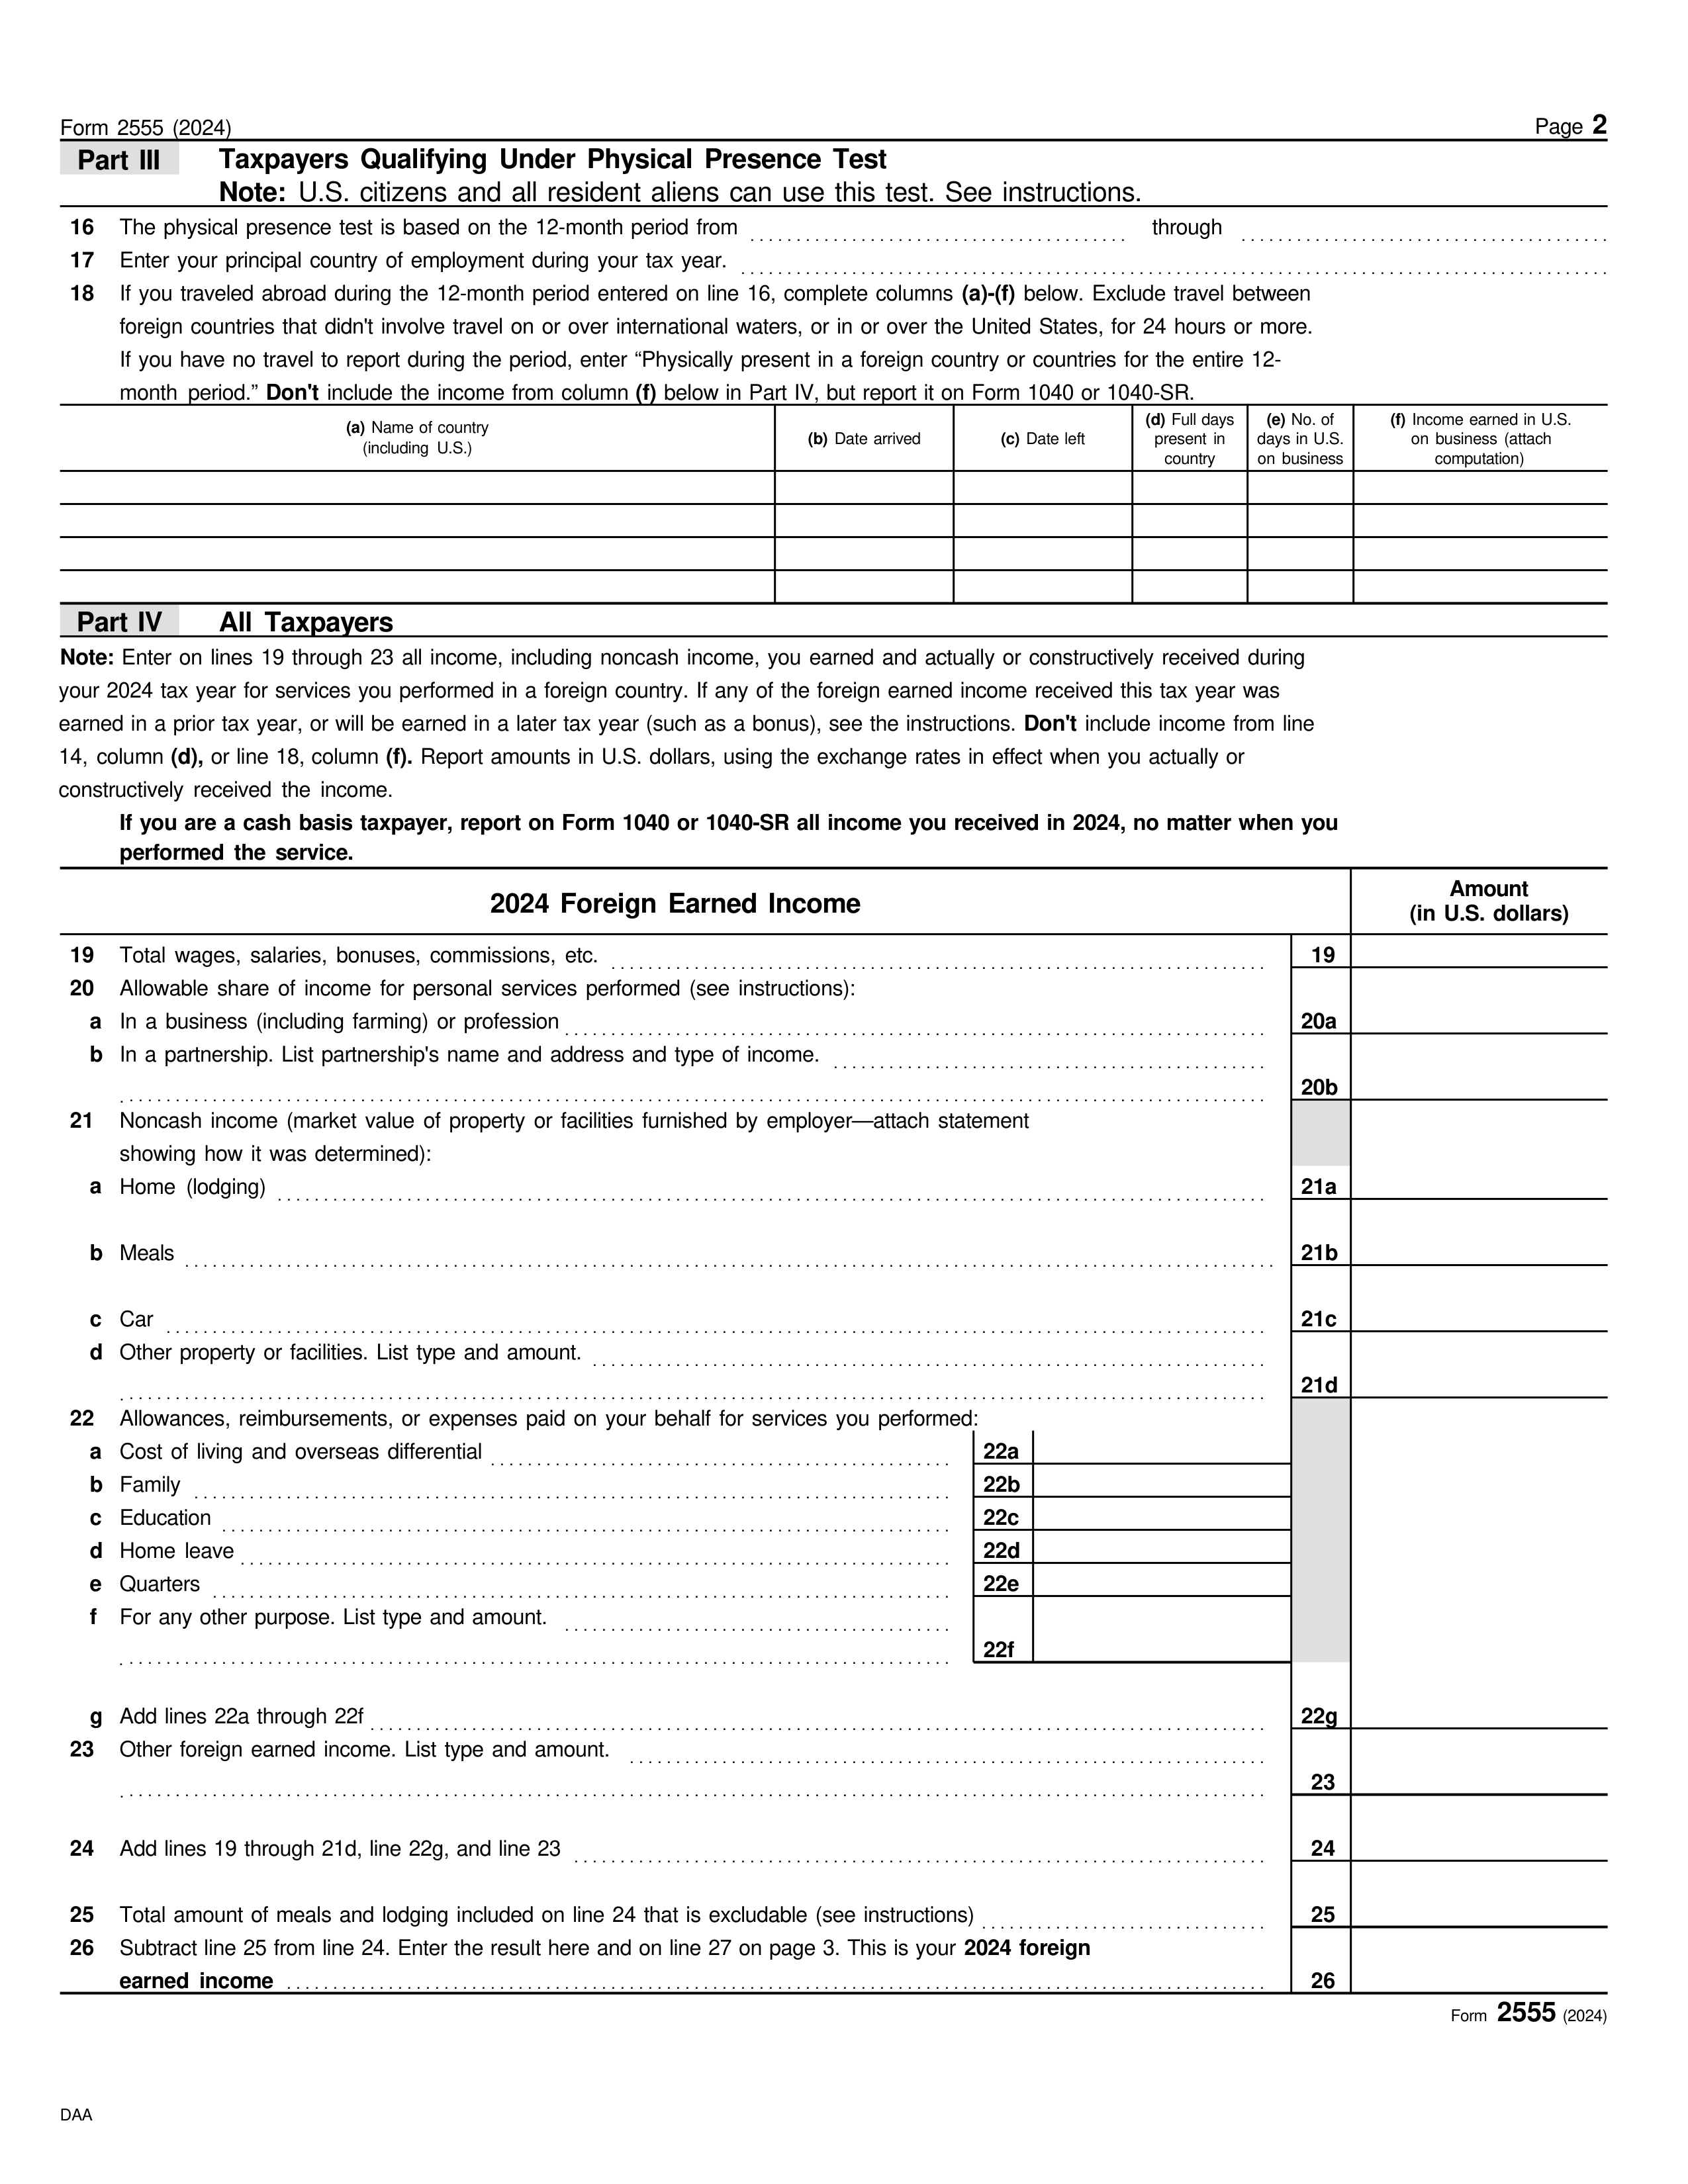 Form 2555 (2024) Page 2
Part III Taxpayers Qualifying Under Physical Presence Test
Note: U.S. citizens and all resident aliens can use this test. See instructions.
16 The physical presence test is based on the 12-month period from through
17 Enter your principal country of employment during your tax year.
18 If you traveled abroad during the 12-month period entered on line 16, complete columns (a)-(f) below. Exclude travel between
foreign countries that didn't involve travel on or over international waters, or in or over the United States, for 24 hours or more.
If you have no travel to report during the period, enter “Physically present in a foreign country or countries for the entire 12-
month period.” Don't include the income from column (f) below in Part IV, but report it on Form 1040 or 1040-SR.
(a) Name of country
(including U.S.)
(b) Date arrived
(c) Date left
(d) Full days
present in
country
(e) No. of
days in U.S.
on business
(f) Income earned in U.S.
on business (attach
computation)
Part IV All Taxpayers
Note: Enter on lines 19 through 23 all income, including noncash income, you earned and actually or constructively received during
your 2024 tax year for services you performed in a foreign country. If any of the foreign earned income received this tax year was
earned in a prior tax year, or will be earned in a later tax year (such as a bonus), see the instructions. Don't include income from line
14, column (d), or line 18, column (f). Report amounts in U.S. dollars, using the exchange rates in effect when you actually or
constructively received the income.
If you are a cash basis taxpayer, report on Form 1040 or 1040-SR all income you received in 2024, no matter when you
performed the service.
2024 Foreign Earned Income
Amount
(in U.S. dollars)
19 Total wages, salaries, bonuses, commissions, etc. 19
20 Allowable share of income for personal services performed (see instructions):
a In a business (including farming) or profession 20a
b In a partnership. List partnership's name and address and type of income.
20b
21 Noncash income (market value of property or facilities furnished by employer—attach statement
showing how it was determined):
a Home (lodging) 21a
b Meals 21b
c Car 21c
d Other property or facilities. List type and amount.
21d
22 Allowances, reimbursements, or expenses paid on your behalf for services you performed:
a Cost of living and overseas differential 22a
b Family 22b
c Education 22c
d Home leave 22d
e Quarters 22e
f For any other purpose. List type and amount.
22f
g Add lines 22a through 22f 22g
23 Other foreign earned income. List type and amount.
23
24 Add lines 19 through 21d, line 22g, and line 23 24
25 Total amount of meals and lodging included on line 24 that is excludable (see instructions) 25
26 Subtract line 25 from line 24. Enter the result here and on line 27 on page 3. This is your 2024 foreign
earned income 26
Form 2555 (2024)
DAA